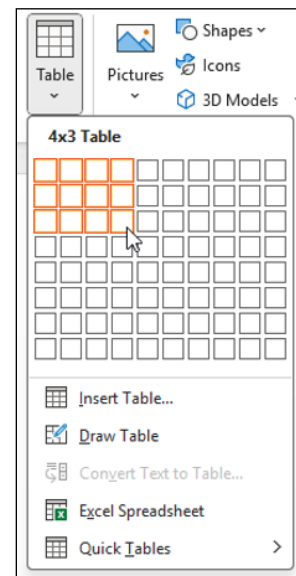 Table
Pictures
Shapes
Icons
3D Models
4x3 Table
Insert Table...
Draw Table
Convert Text to Table...
Excel Spreadsheet
Quick Tables